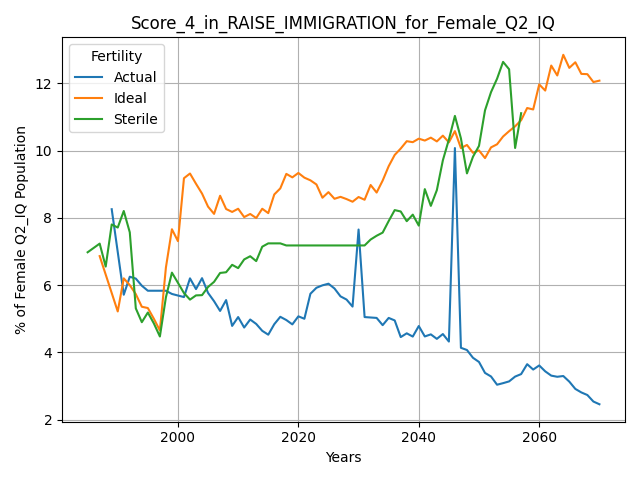 Score_4_in_RAISE_IMMIGRATION_for_Female_Q2_IQ
Fertility
Actual
Ideal
Sterile
% of Female Q2_IQ Population
12
10
8
6
4
2
2000
2020
2040
2060
Years